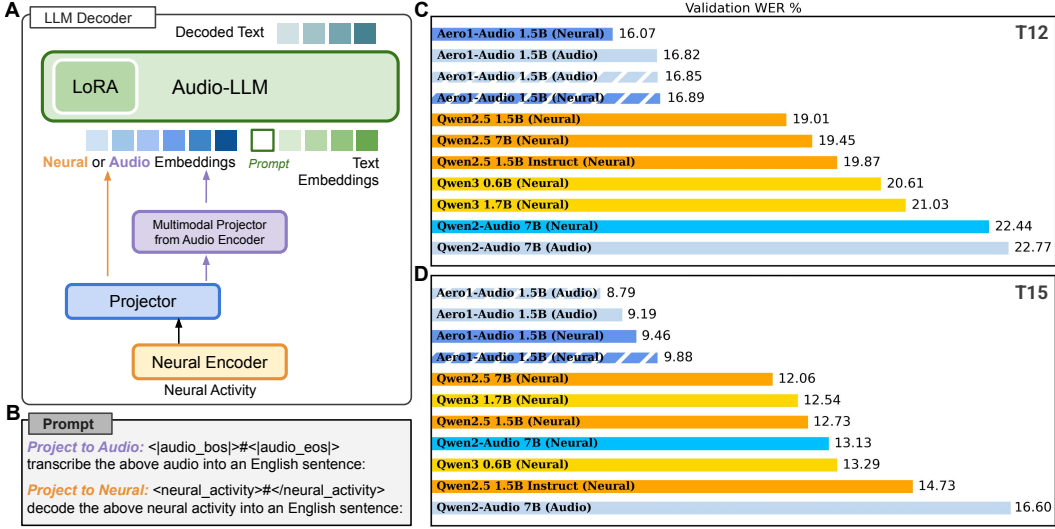 A
LLM Decoder
Decoded Text
LoRA
Audio-LLM
Neural or Audio Embeddings
Prompt
Text
Embeddings
Multimodal Projector
from Audio Encoder
Projector
Neural Encoder
Neural Activity
B
Prompt
Project to Audio: <|audio_bos|>#<|audio_eos|>
transcribe the above audio into an English sentence:
Project to Neural: <neural_activity>#</neural_activity>
decode the above neural activity into an English sentence:
C
Validation WER %
T12
Aero1-Audio 1.5B (Neural) 16.07
Aero1-Audio 1.5B (Audio) 16.82
Aero1-Audio 1.5B (Audio) 16.85
Aero1-Audio 1.5B (Neural) 16.89
Qwen2.5 1.5B (Neural) 19.01
Qwen2.5 7B (Neural) 19.45
Qwen2.5 1.5B Instruct (Neural) 19.87
Qwen3 0.6B (Neural) 20.61
Qwen3 1.7B (Neural) 21.03
Qwen2-Audio 7B (Neural) 22.44
Qwen2-Audio 7B (Audio) 22.77
D
T15
Aero1-Audio 1.5B (Audio) 8.79
Aero1-Audio 1.5B (Audio) 9.19
Aero1-Audio 1.5B (Neural) 9.46
Aero1-Audio 1.5B (Neural) 9.88
Qwen2.5 7B (Neural) 12.06
Qwen3 1.7B (Neural) 12.54
Qwen2.5 1.5B (Neural) 12.73
Qwen2-Audio 7B (Neural) 13.13
Qwen3 0.6B (Neural) 13.29
Qwen2.5 1.5B Instruct (Neural) 14.73
Qwen2-Audio 7B (Audio) 16.60